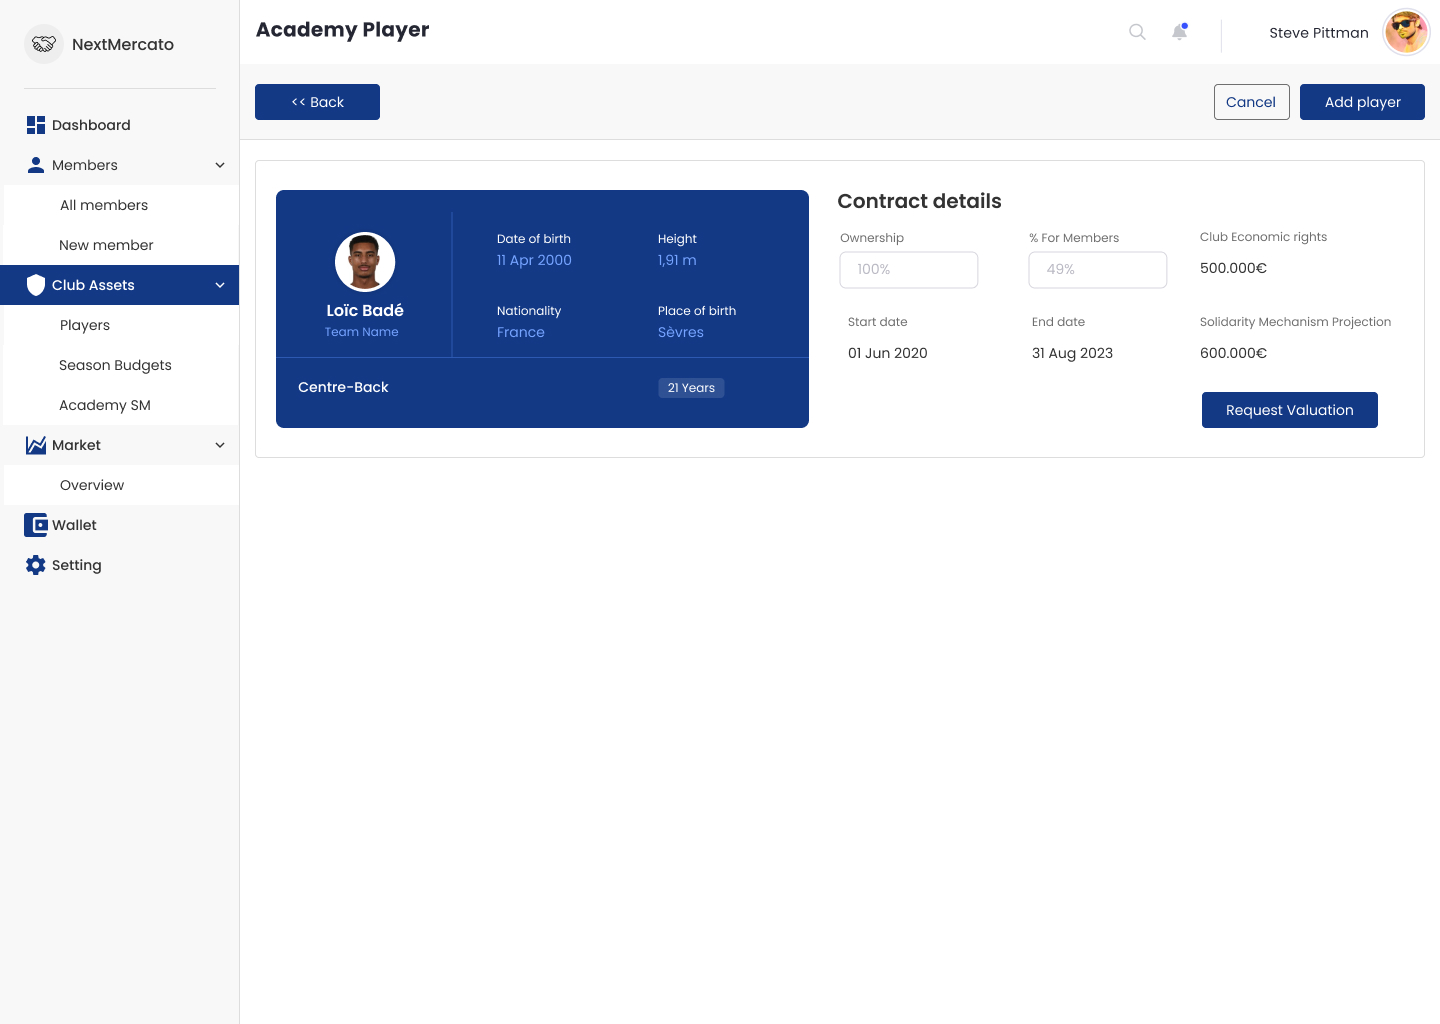 NextMercato
Dashboard
Members
All members
New member
Club Assets
Players
Season Budgets
Academy SM
Market
Overview
Wallet
Setting
Academy Player
Steve Pittman
<< Back
Cancel
Add player
Loïc Badé
Team Name
Date of birth
11 Apr 2000
Height
1,91 m
Nationality
France
Place of birth
Sèvres
Centre-Back
21 Years
Contract details
Ownership
100%
% For Members
49%
Club Economic rights
500.000€
Start date
01 Jun 2020
End date
31 Aug 2023
Solidarity Mechanism Projection
600.000€
Request Valuation